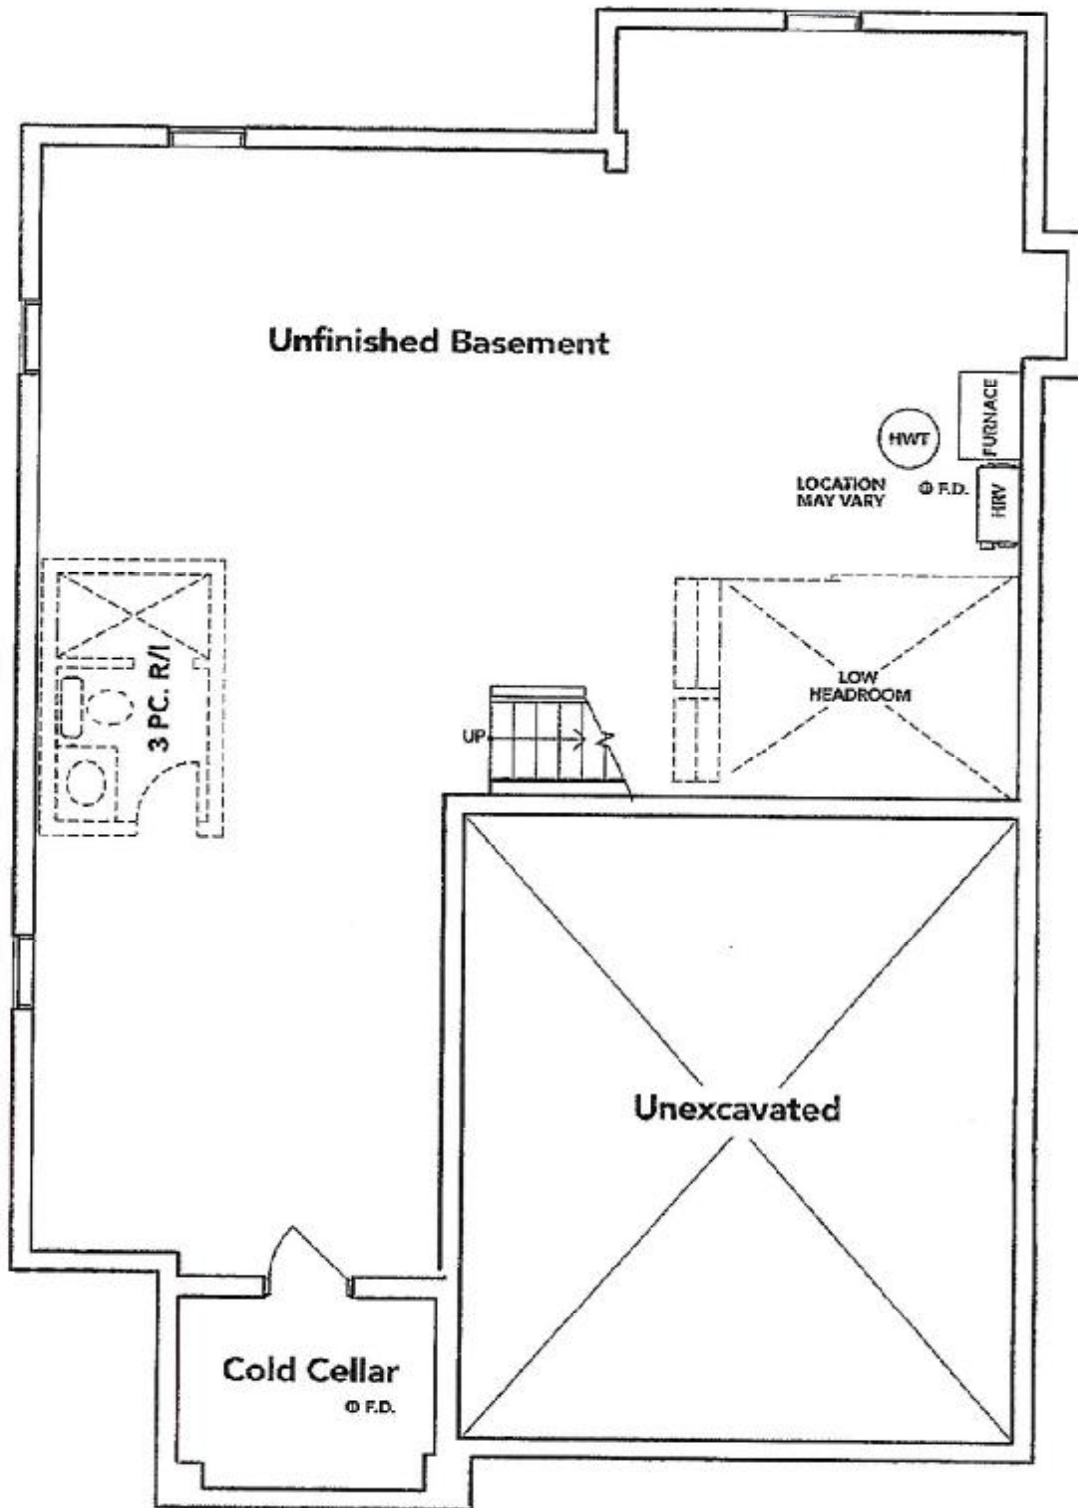 Unfinished Basement
FURNACE
HWT
LOCATION
MAY VARY
Φ F.D.
HRV
3 PC. R/I
LOW
HEADROOM
UP
Unexcavated
Cold Cellar
Φ F.D.